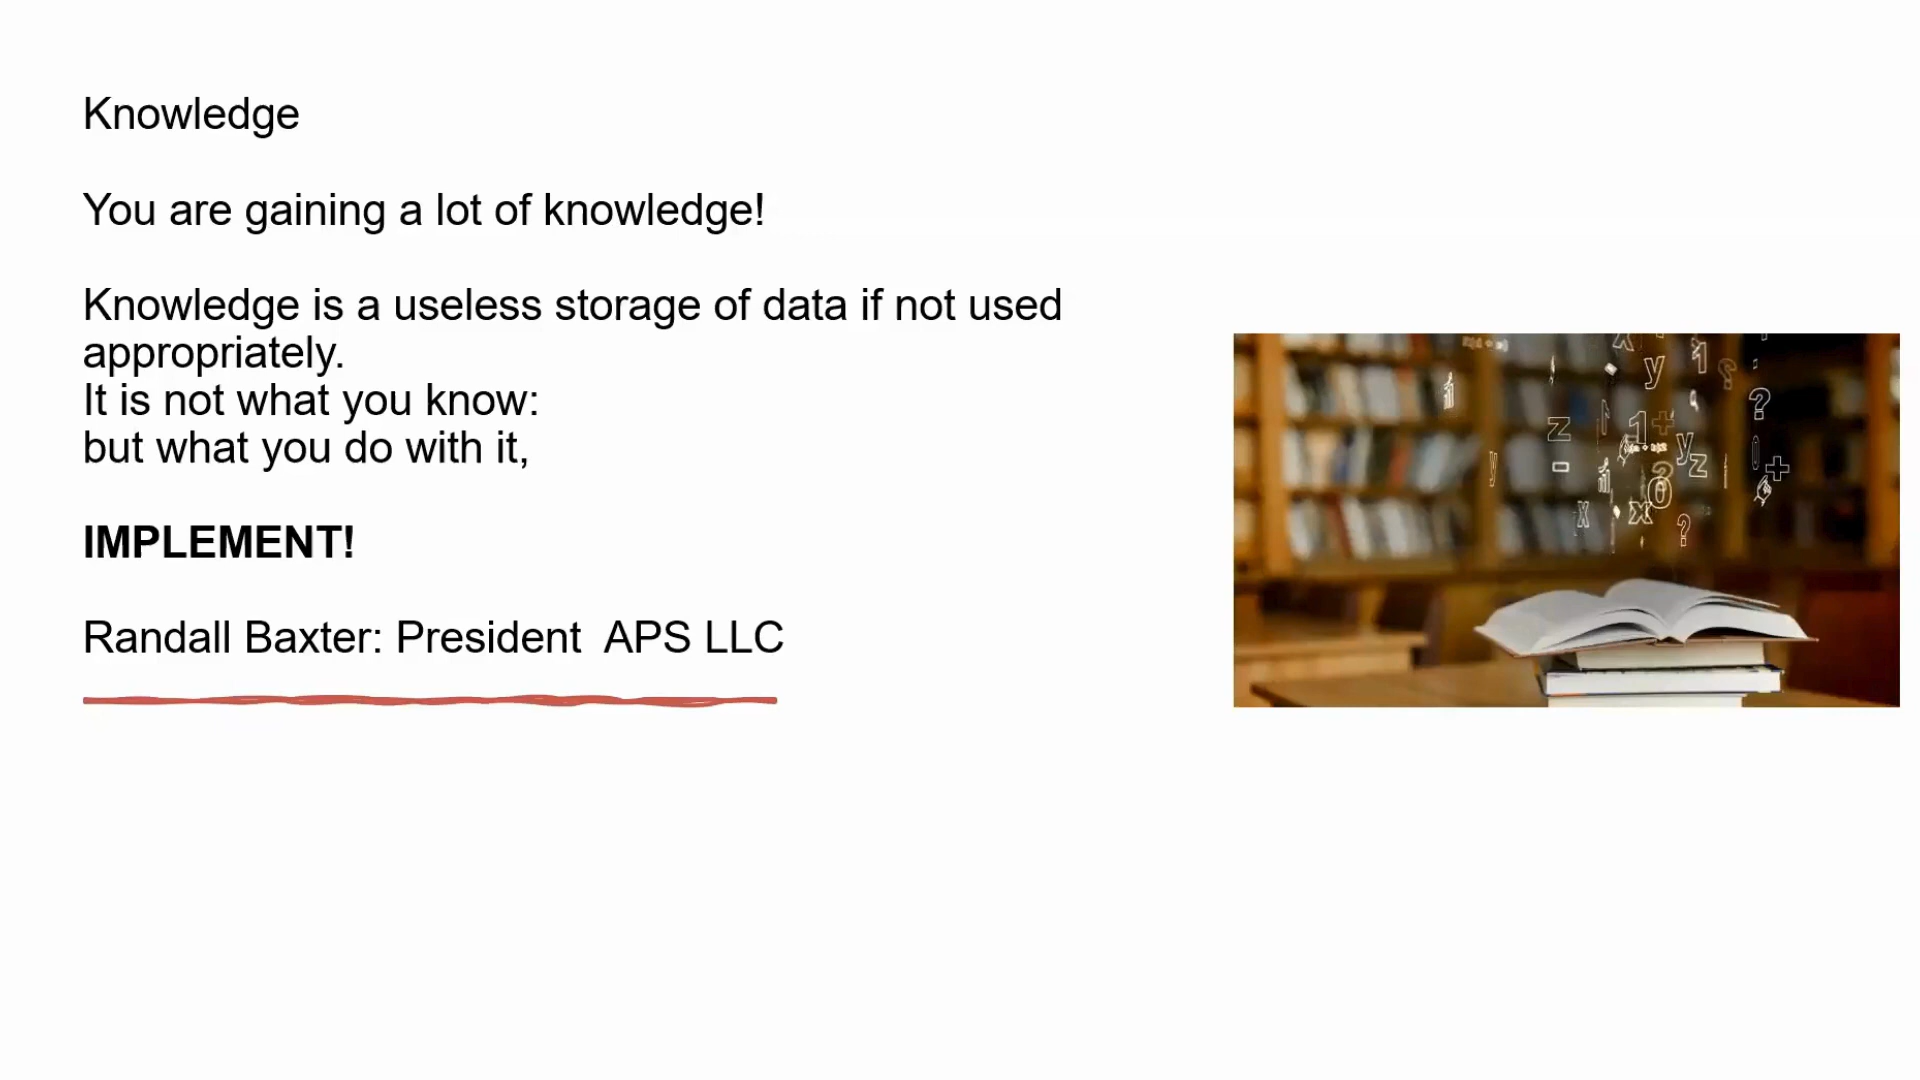 Knowledge
You are gaining a lot of knowledge!
Knowledge is a useless storage of data if not used
appropriately.
It is not what you know:
but what you do with it,
IMPLEMENT!
Randall Baxter: President  APS LLC